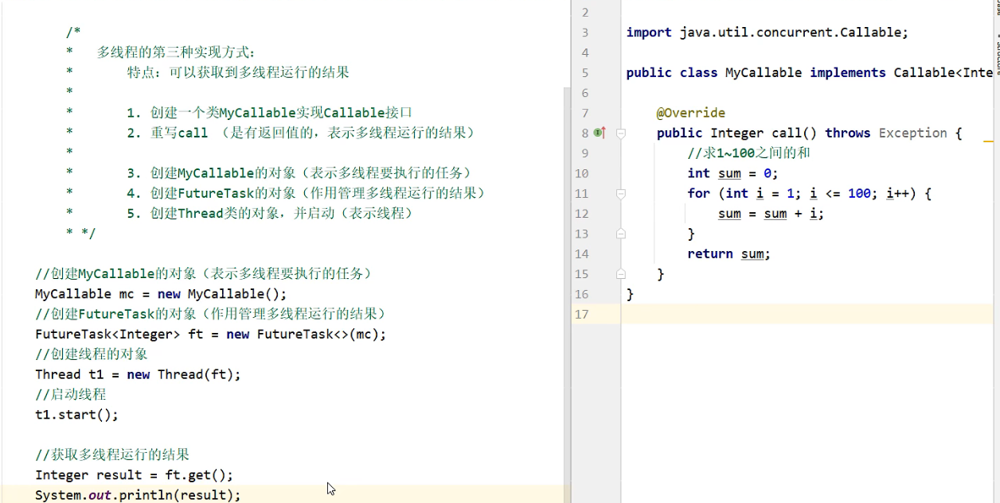 /*
* 多线程的第三种实现方式：
* 特点：可以获取到多线程运行的结果
*
* 1. 创建一个类MyCallable实现Callable接口
* 2. 重写call （是有返回值的，表示多线程运行的结果）
*
* 3. 创建MyCallable的对象（表示多线程要执行的任务）
* 4. 创建FutureTask的对象（作用管理多线程运行的结果）
* 5. 创建Thread类的对象，并启动（表示线程）
* */
//创建MyCallable的对象（表示多线程要执行的任务）
MyCallable mc = new MyCallable();
//创建FutureTask的对象（作用管理多线程运行的结果）
FutureTask<Integer> ft = new FutureTask<>(mc);
//创建线程的对象
Thread t1 = new Thread(ft);
//启动线程
t1.start();
//获取多线程运行的结果
Integer result = ft.get();
System.out.println(result);
2
3 import java.util.concurrent.Callable;
4
5 public class MyCallable implements Callable<Inte
6
7 @Override
8 public Integer call() throws Exception {
9 //求1~100之间的和
10 int sum = 0;
11 for (int i = 1; i <= 100; i++) {
12 sum = sum + i;
13 }
14 return sum;
15 }
16 }
17